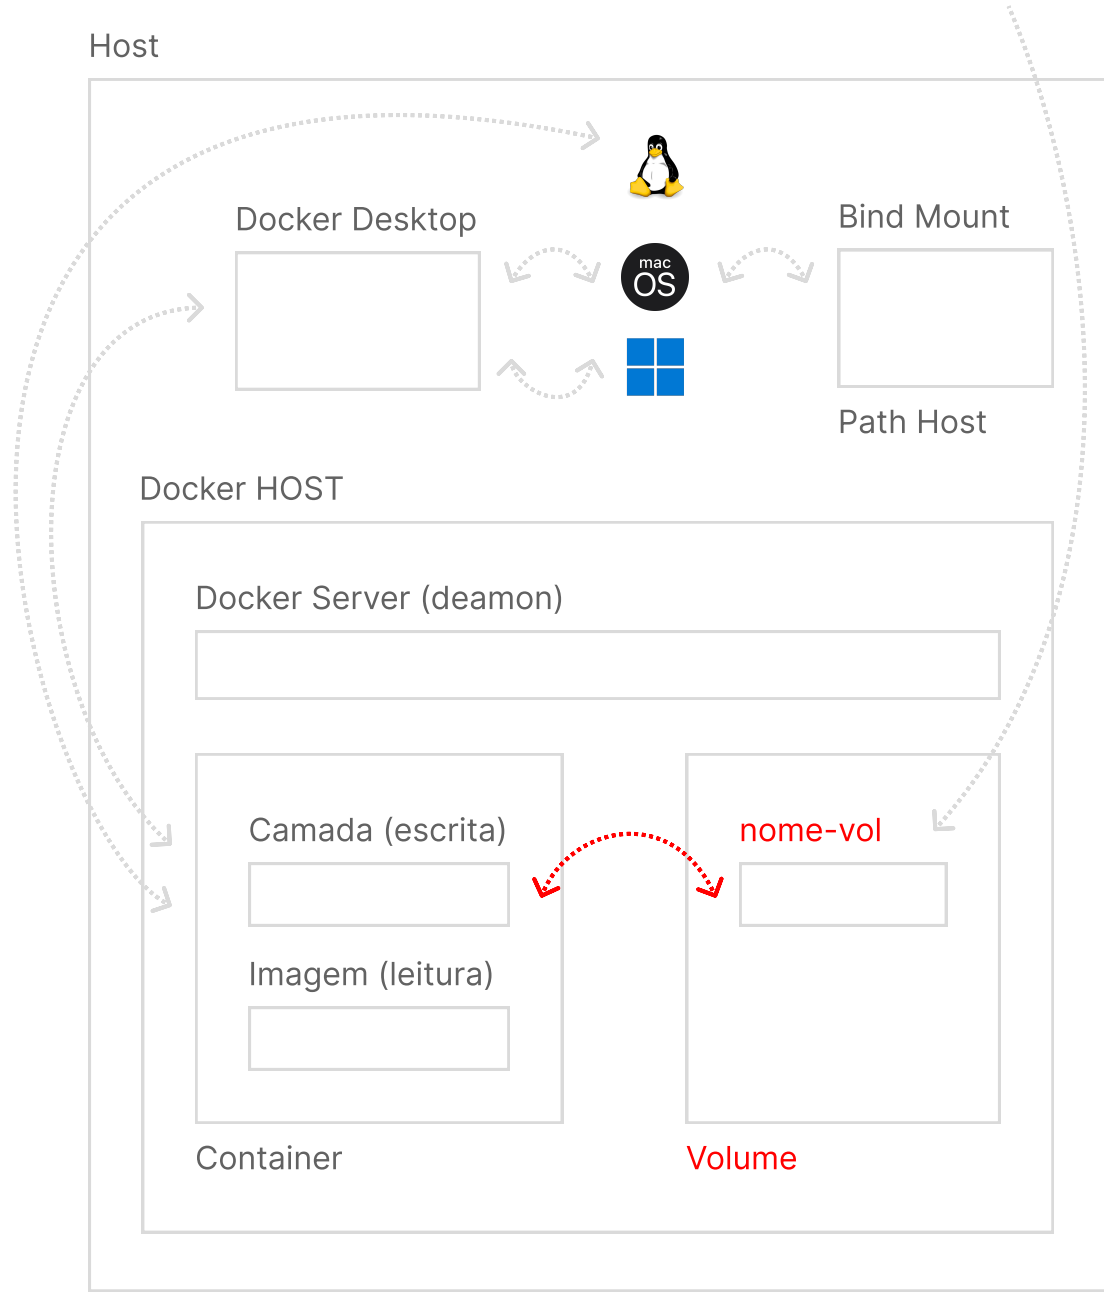 Host
Docker Desktop
mac
OS
Bind Mount
Path Host
Docker HOST
Docker Server (deamon)
Camada (escrita)
nome-vol
Imagem (leitura)
Container
Volume